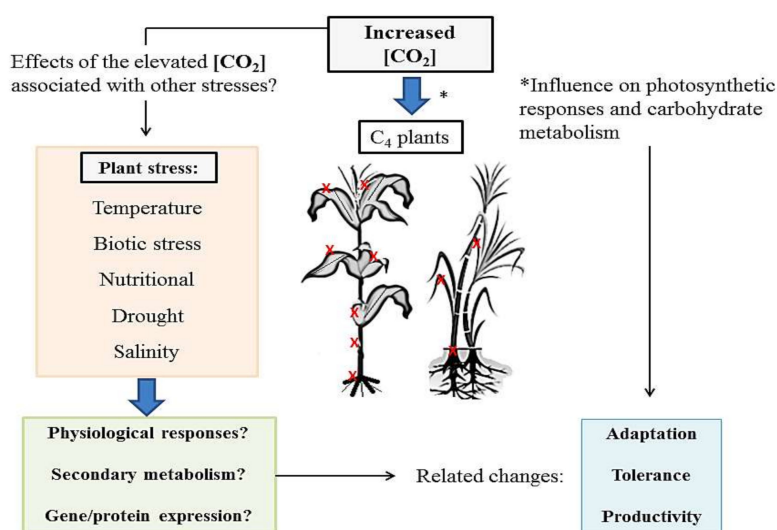 Increased
[CO₂]
Effects of the elevated [CO₂]
associated with other stresses?
*
*Influence on photosynthetic
responses and carbohydrate
metabolism
C₄ plants
Plant stress:
Temperature
Biotic stress
Nutritional
Drought
Salinity
X X
X X
X
X
X
X
X
X
Physiological responses?
Secondary metabolism?
Gene/protein expression?
Related changes:
Adaptation
Tolerance
Productivity